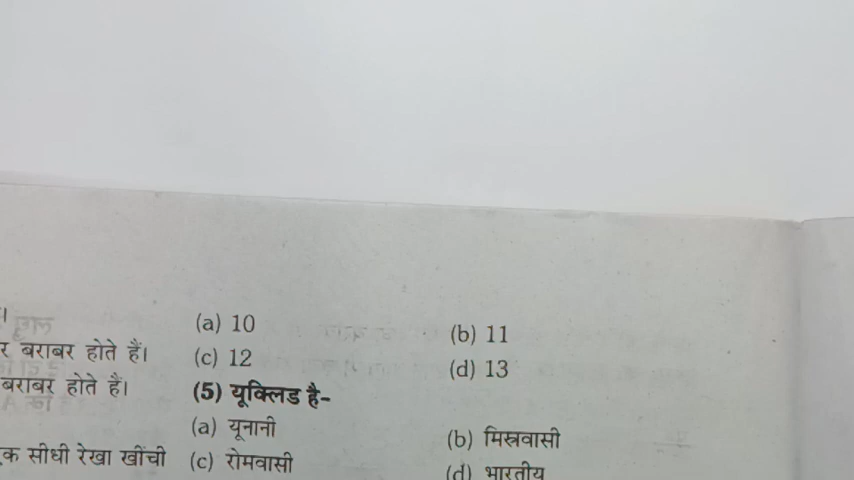 र बराबर होते हैं।
बराबर होते हैं।
क सीधी रेखा खींची
(a) 10 (b) 11
(c) 12 (d) 13
(5) यूक्लिड है-
(a) यूनानी (b) मिस्रवासी
(c) रोमवासी (d) भारतीय